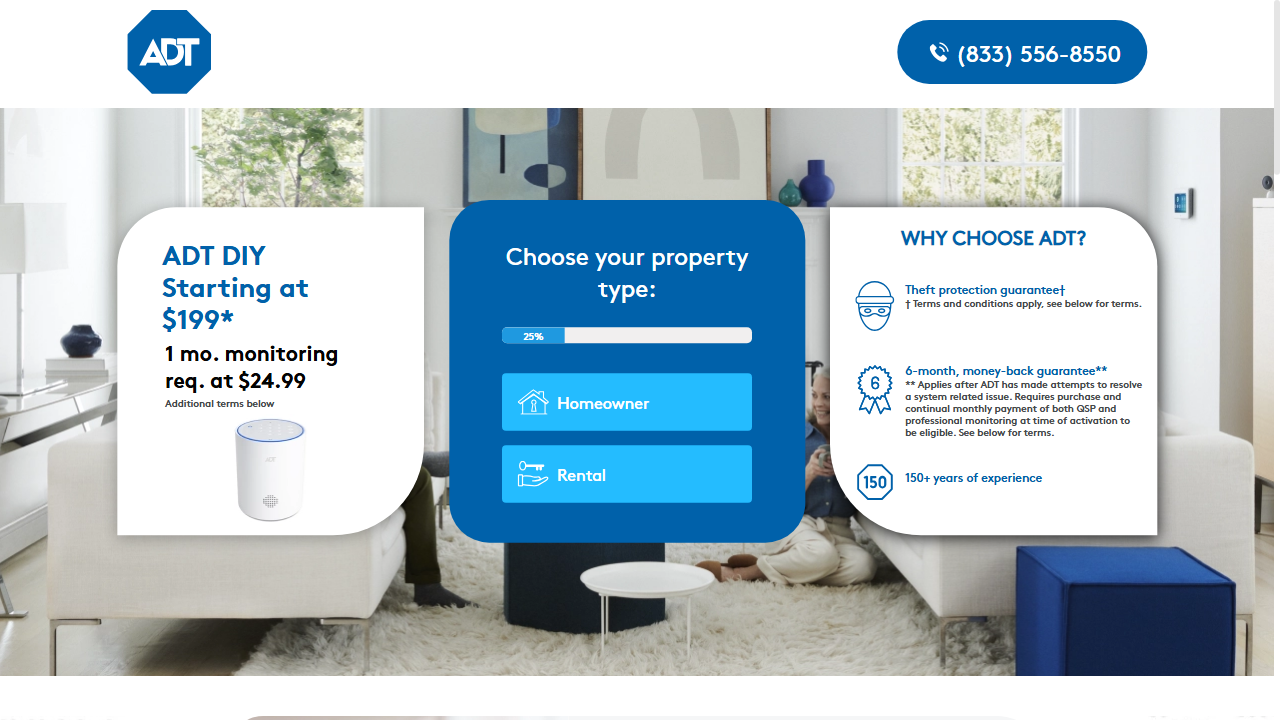 ADT
(833) 556-8550
ADT DIY
Starting at
$199*
1 mo. monitoring
req. at $24.99
Additional terms below
ADT
Choose your property
type:
25%
Homeowner
Rental
WHY CHOOSE ADT?
Theft protection guarantee†
† Terms and conditions apply, see below for terms.
6
6-month, money-back guarantee**
** Applies after ADT has made attempts to resolve
a system related issue. Requires purchase and
continual monthly payment of both QSP and
professional monitoring at time of activation to
be eligible. See below for terms.
150
150+ years of experience